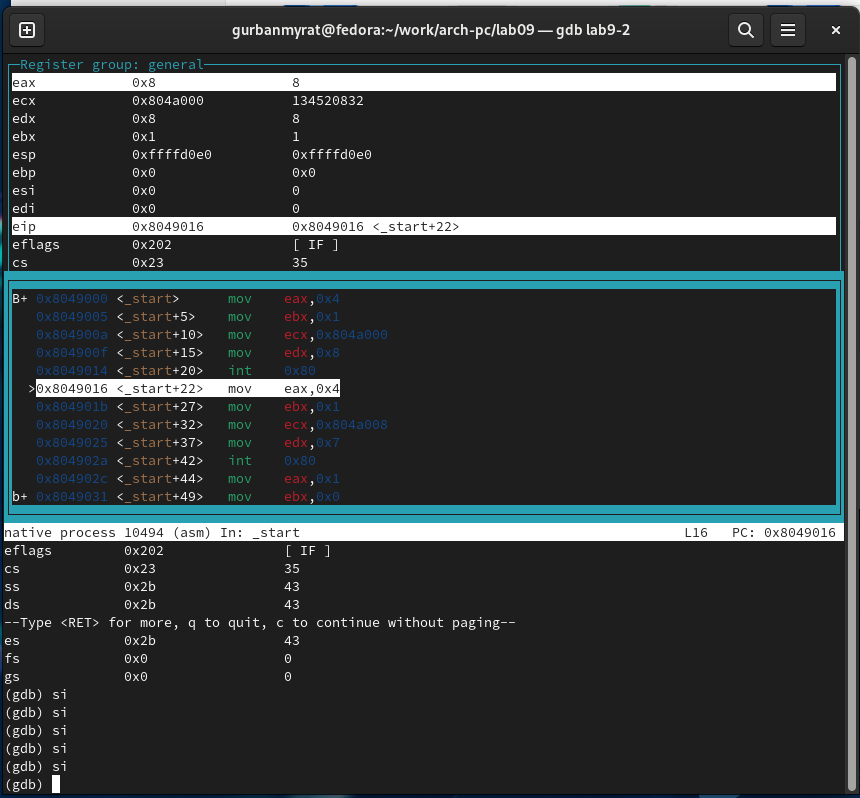 gurbanmyrat@fedora:~/work/arch-pc/lab09 — gdb lab9-2
Register group: general
eax 0x8 8
ecx 0x804a000 134520832
edx 0x8 8
ebx 0x1 1
esp 0xffffd0e0 0xffffd0e0
ebp 0x0 0x0
esi 0x0 0
edi 0x0 0
eip 0x8049016 0x8049016 <_start+22>
eflags 0x202 [ IF ]
cs 0x23 35
B+ 0x8049000 <_start> mov eax,0x4
0x8049005 <_start+5> mov ebx,0x1
0x804900a <_start+10> mov ecx,0x804a000
0x804900f <_start+15> mov edx,0x8
0x8049014 <_start+20> int 0x80
>0x8049016 <_start+22> mov eax,0x4
0x804901b <_start+27> mov ebx,0x1
0x8049020 <_start+32> mov ecx,0x804a008
0x8049025 <_start+37> mov edx,0x7
0x804902a <_start+42> int 0x80
0x804902c <_start+44> mov eax,0x1
b+ 0x8049031 <_start+49> mov ebx,0x0
native process 10494 (asm) In: _start L16 PC: 0x8049016
eflags 0x202 [ IF ]
cs 0x23 35
ss 0x2b 43
ds 0x2b 43
--Type <RET> for more, q to quit, c to continue without paging--
es 0x2b 43
fs 0x0 0
gs 0x0 0
(gdb) si
(gdb) si
(gdb) si
(gdb) si
(gdb) si
(gdb)